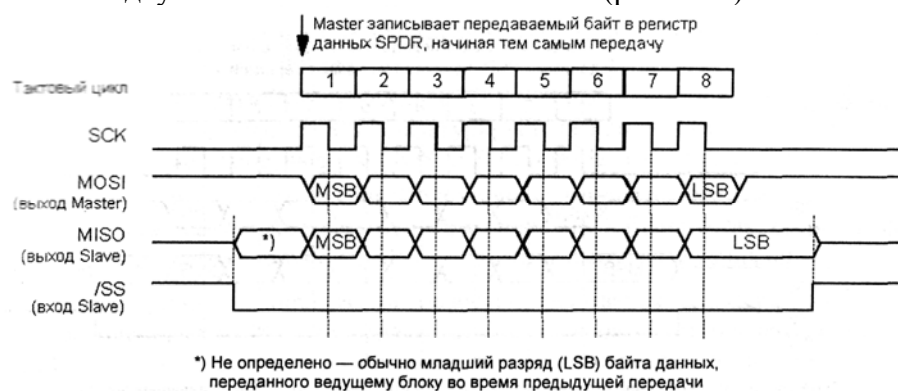 Master записывает передаваемый байт в регистр
данных SPDR, начиная тем самым передачу
Тактовый цикл 1 2 3 4 5 6 7 8
SCK
MOSI MSB LSB
(выход Master)
MISO *) MSB LSB
(выход Slave)
/SS
(вход Slave)
*) Не определено — обычно младший разряд (LSB) байта данных,
переданного ведущему блоку во время предыдущей передачи